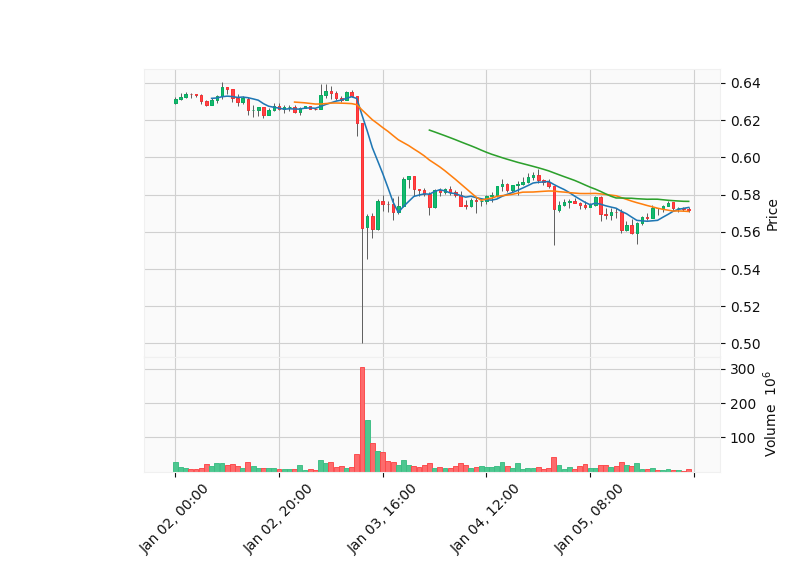 0.64
0.62
0.60
0.58
0.56
0.54
0.52
0.50
Price
300
200
100
Volume 10⁶
Jan 02, 00:00
Jan 02, 20:00
Jan 03, 16:00
Jan 04, 12:00
Jan 05, 08:00